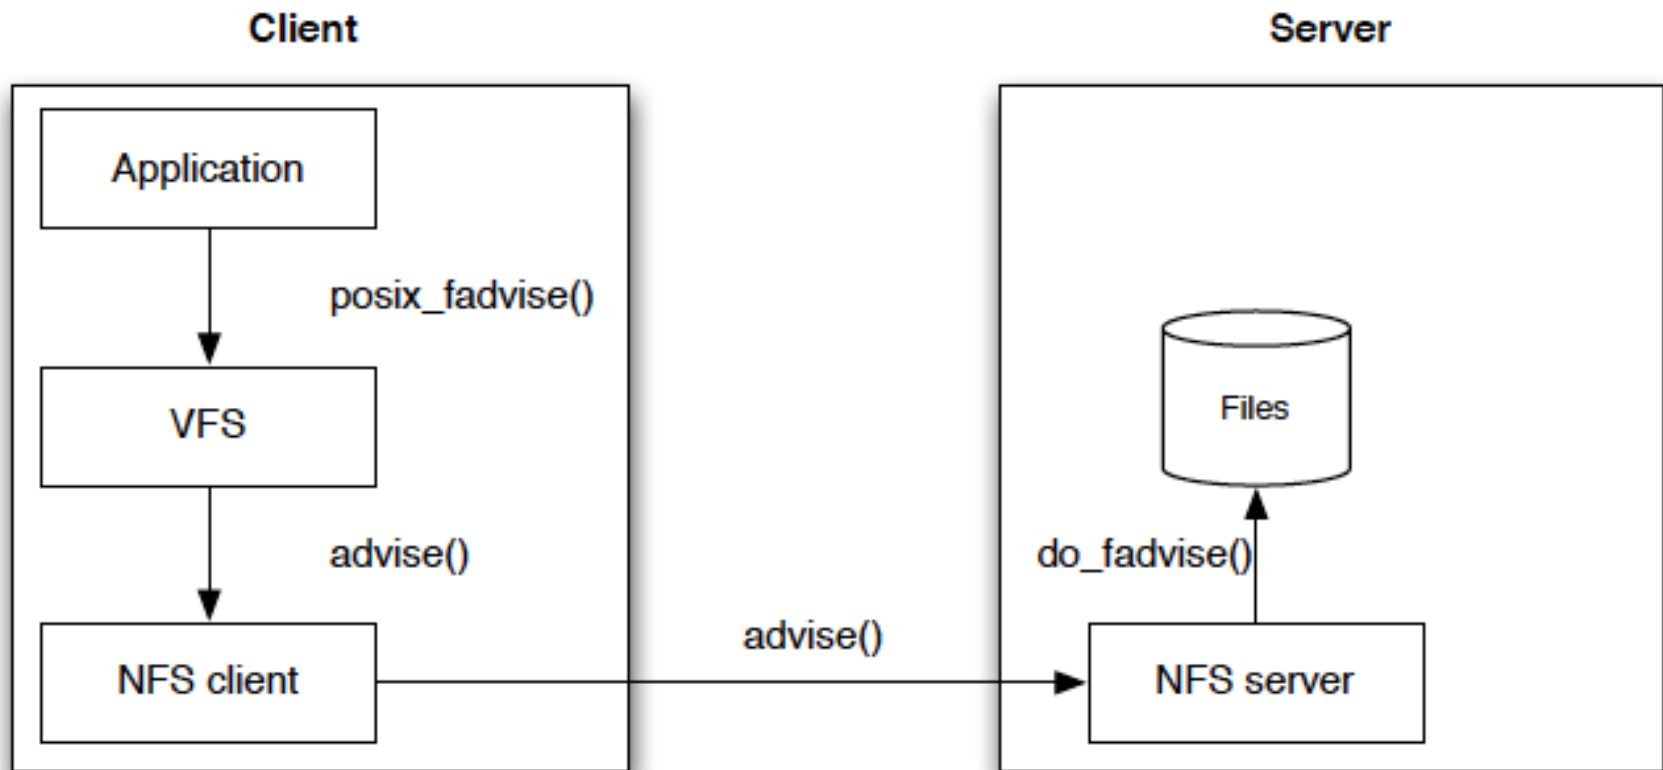 Client
Server
Application
posix_fadvise()
VFS
advise()
NFS client
advise()
Files
do_fadvise()
NFS server